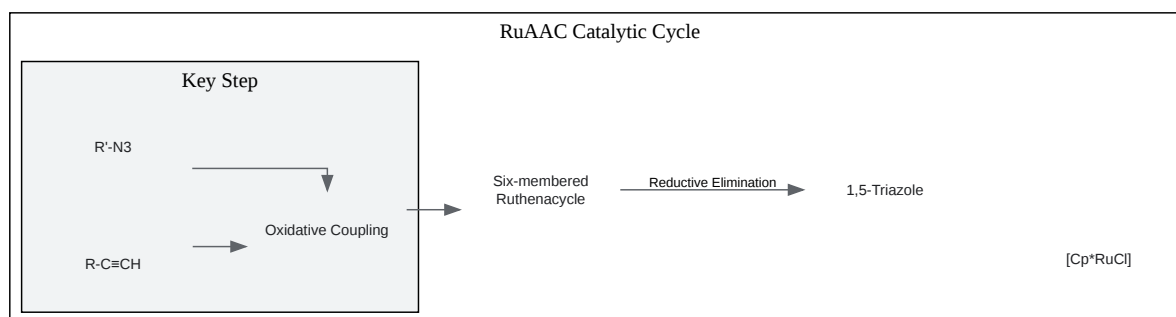 RuAAC Catalytic Cycle
Key Step
R'-N3
Six-membered
Ruthenacycle
Reductive Elimination
1,5-Triazole
Oxidative Coupling
R-C≡CH
[Cp*RuCl]